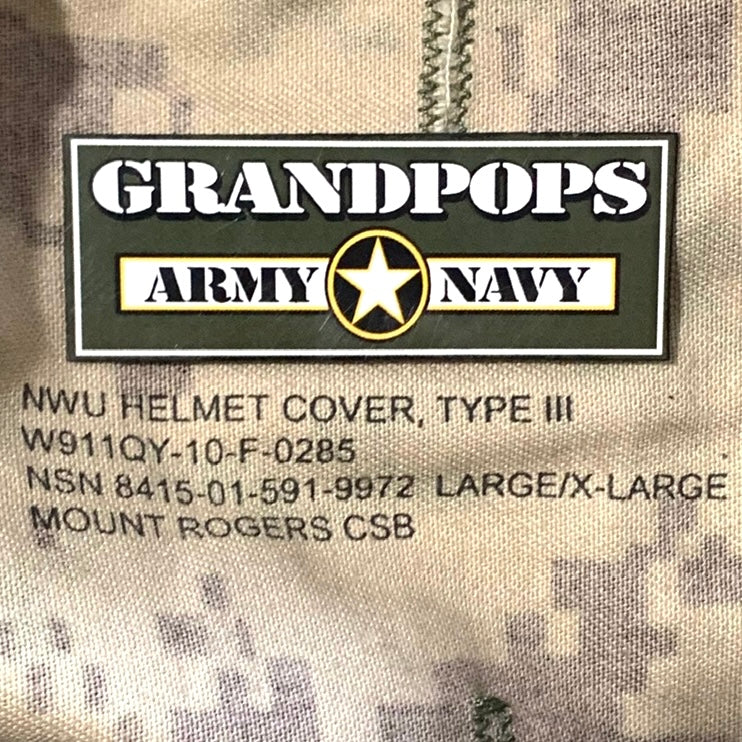 GRANDPOPS
ARMY NAVY
NWU HELMET COVER, TYPE III
W911QY-10-F-0285
NSN 8415-01-591-9972 LARGE/X-LARGE
MOUNT ROGERS CSB